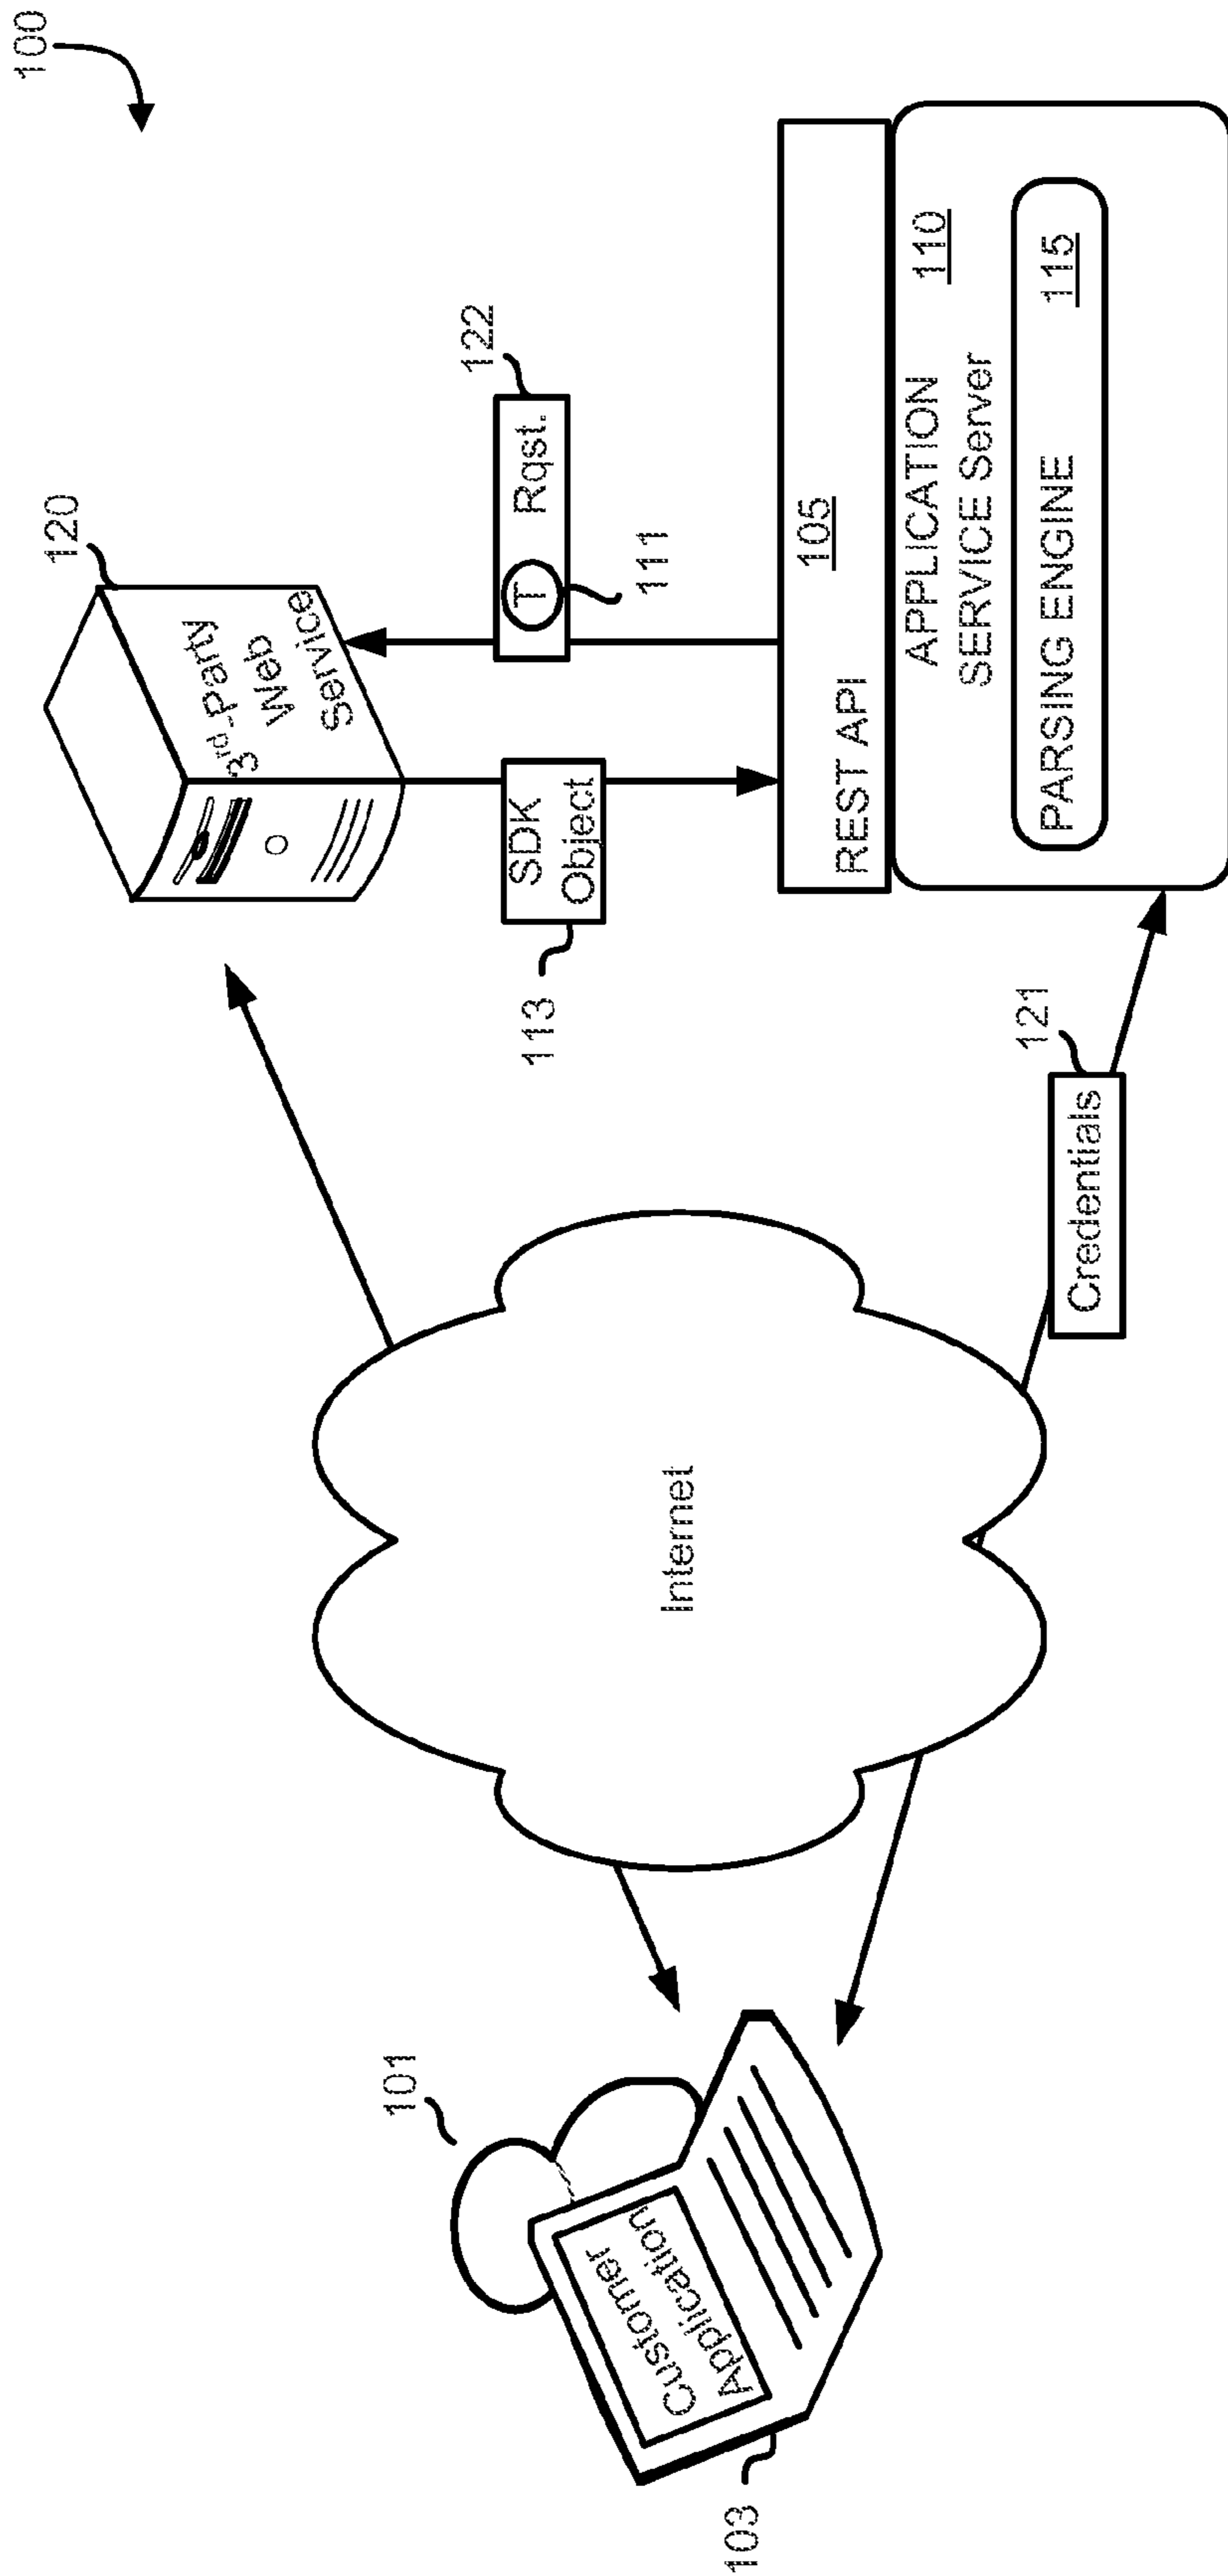 100
120
3rd-Party
Web
Service
122
T Rqst.
111
SDK
Object
113
REST API 105
APPLICATION 110
SERVICE Server
PARSING ENGINE 115
Internet
121
Credentials
101
Customer
Application
103